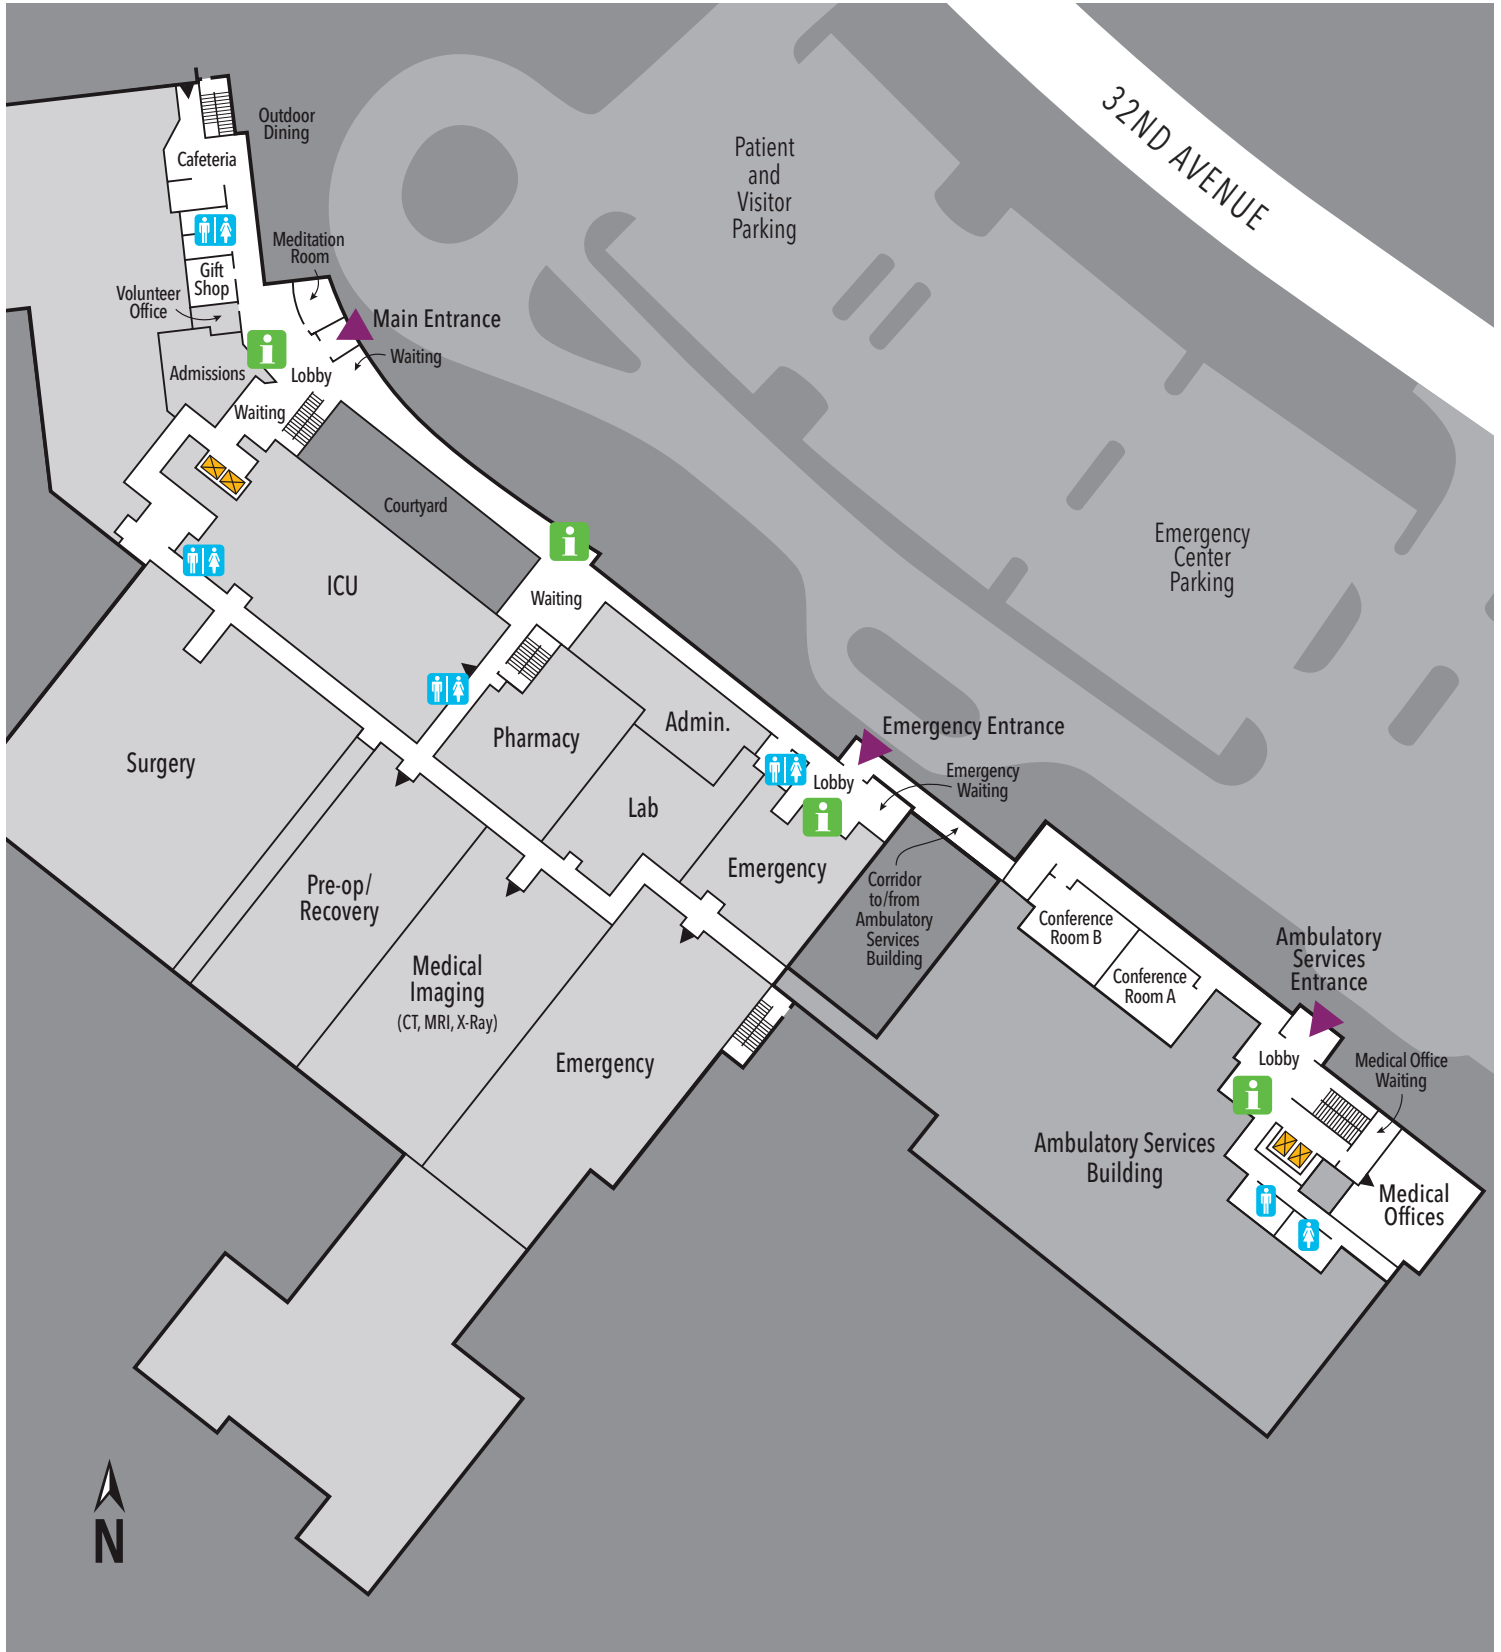 32ND AVENUE
Outdoor
Dining
Cafeteria
Patient
and
Visitor
Parking
Meditation
Room
Gift
Shop
Volunteer
Office
Main Entrance
Waiting
Admissions
Lobby
Waiting
Courtyard
Emergency
Center
Parking
ICU
Waiting
Surgery
Pharmacy
Admin.
Emergency Entrance
Emergency
Waiting
Lobby
Lab
Emergency
Pre-op/
Recovery
Corridor
to/from
Ambulatory
Services
Building
Conference
Room B
Conference
Room A
Ambulatory
Services
Entrance
Medical
Imaging
(CT, MRI, X-Ray)
Emergency
Lobby
Medical Office
Waiting
Ambulatory Services
Building
Medical
Offices
N
i
i
i
i